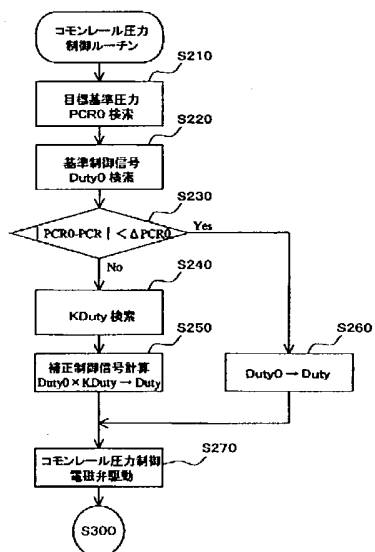 コモンレール圧力
制御ルーチン
S210
目標基準圧力
PCR0 検索
S220
基準制御信号
Duty0 検索
S230
| PCR0-PCR | < ΔPCR0
Yes
No
S240
KDuty 検索
S250
補正制御信号計算
Duty0 × KDuty → Duty
S260
Duty0 → Duty
S270
コモンレール圧力制御
電磁弁駆動
S300